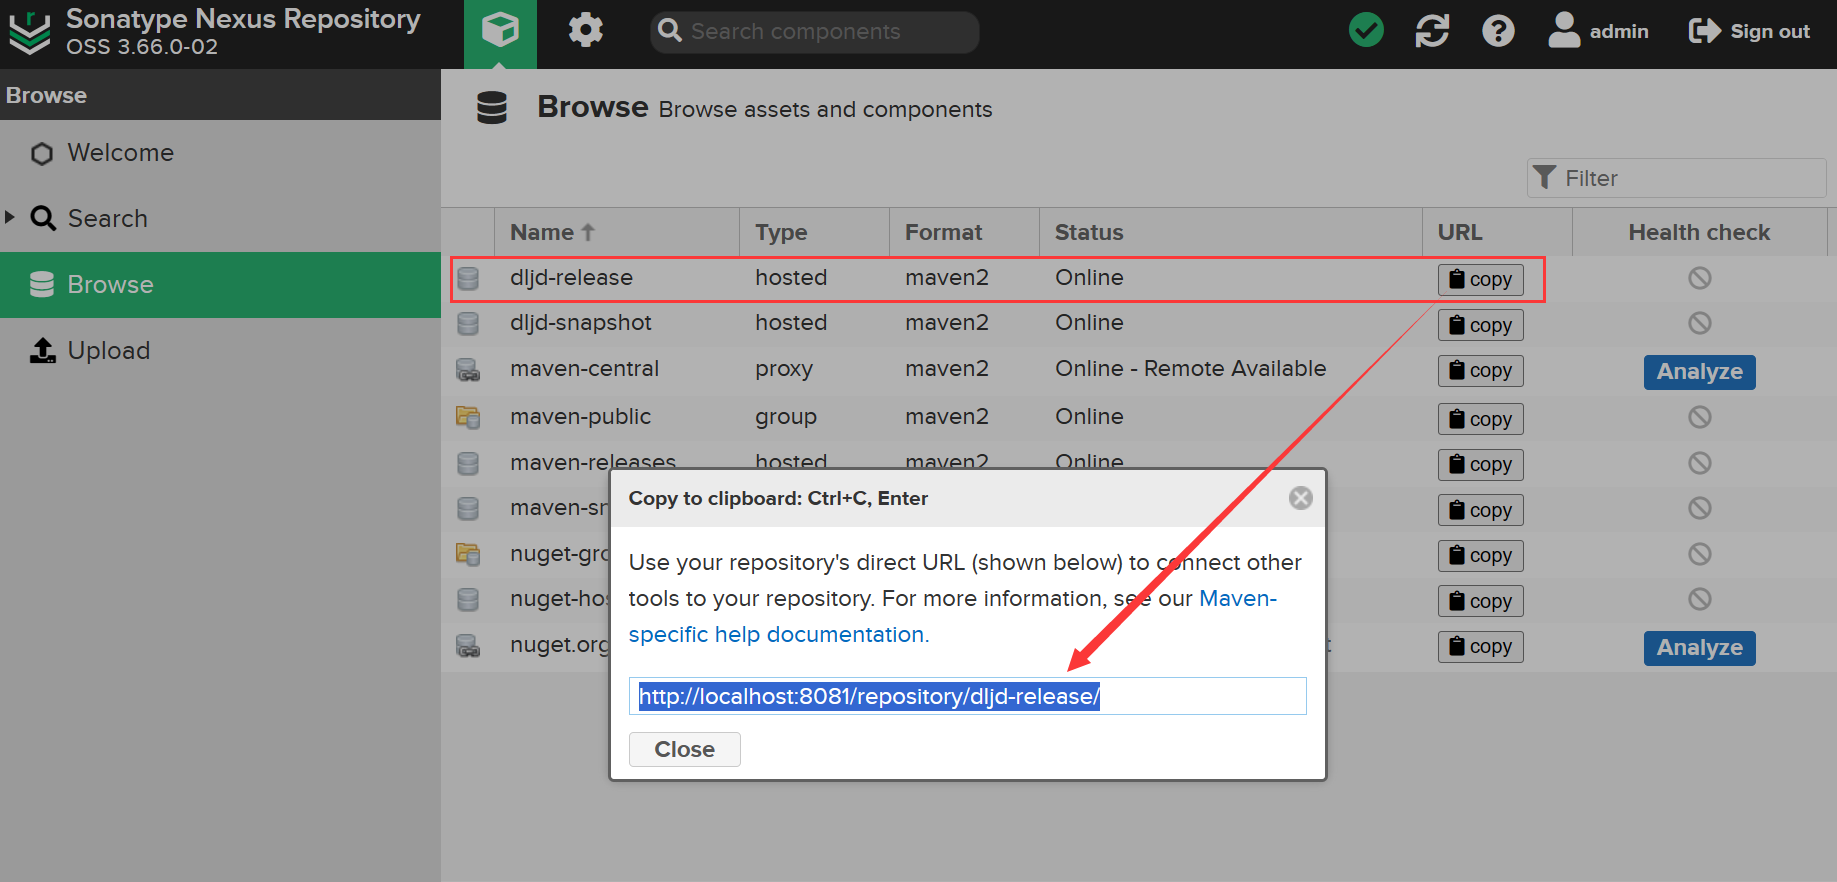 Sonatype Nexus Repository
OSS 3.66.0-02
Search components
admin
Sign out
Browse
Welcome
Search
Browse
Upload
Browse Browse assets and components
Filter
Name Type Format Status URL Health check
dljd-release hosted maven2 Online copy
dljd-snapshot hosted maven2 Online copy
maven-central proxy maven2 Online - Remote Available copy Analyze
maven-public group maven2 Online copy
maven-releases hosted maven2 Online copy
maven-sn copy
nuget-gro copy
nuget-hos copy
nuget.org t copy Analyze
Copy to clipboard: Ctrl+C, Enter
Use your repository's direct URL (shown below) to connect other
tools to your repository. For more information, see our Maven-
specific help documentation.
http://localhost:8081/repository/dljd-release/
Close